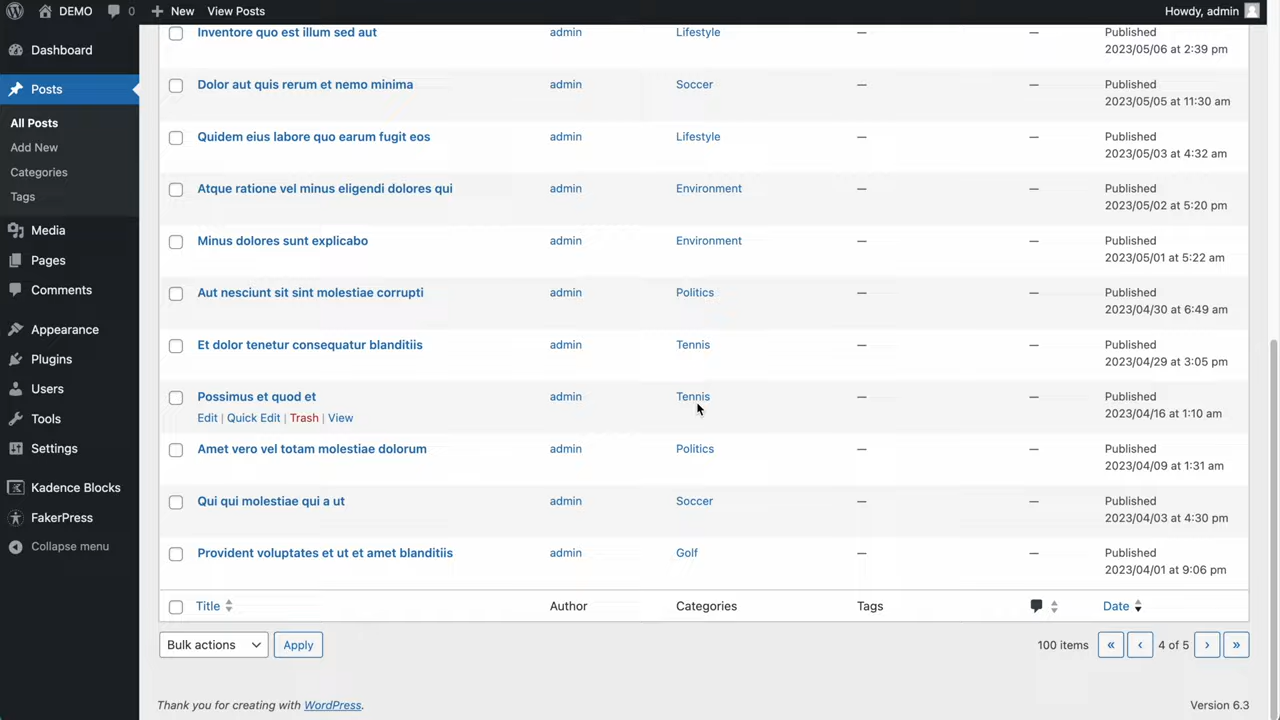 DEMO 0 New View Posts Howdy, admin
Dashboard
Posts
All Posts
Add New
Categories
Tags
Media
Pages
Comments
Appearance
Plugins
Users
Tools
Settings
Kadence Blocks
FakerPress
Collapse menu
Inventore quo est illum sed aut admin Lifestyle — — Published
2023/05/06 at 2:39 pm
Dolor aut quis rerum et nemo minima admin Soccer — — Published
2023/05/05 at 11:30 am
Quidem eius labore quo earum fugit eos admin Lifestyle — — Published
2023/05/03 at 4:32 am
Atque ratione vel minus eligendi dolores qui admin Environment — — Published
2023/05/02 at 5:20 pm
Minus dolores sunt explicabo admin Environment — — Published
2023/05/01 at 5:22 am
Aut nesciunt sit sint molestiae corrupti admin Politics — — Published
2023/04/30 at 6:49 am
Et dolor tenetur consequatur blanditiis admin Tennis — — Published
2023/04/29 at 3:05 pm
Possimus et quod et admin Tennis — — Published
Edit | Quick Edit | Trash | View 2023/04/16 at 1:10 am
Amet vero vel totam molestiae dolorum admin Politics — — Published
2023/04/09 at 1:31 am
Qui qui molestiae qui a ut admin Soccer — — Published
2023/04/03 at 4:30 pm
Provident voluptates et ut et amet blanditiis admin Golf — — Published
2023/04/01 at 9:06 pm
Title Author Categories Tags Date
Bulk actions Apply 100 items « ‹ 4 of 5 › »
Thank you for creating with WordPress. Version 6.3